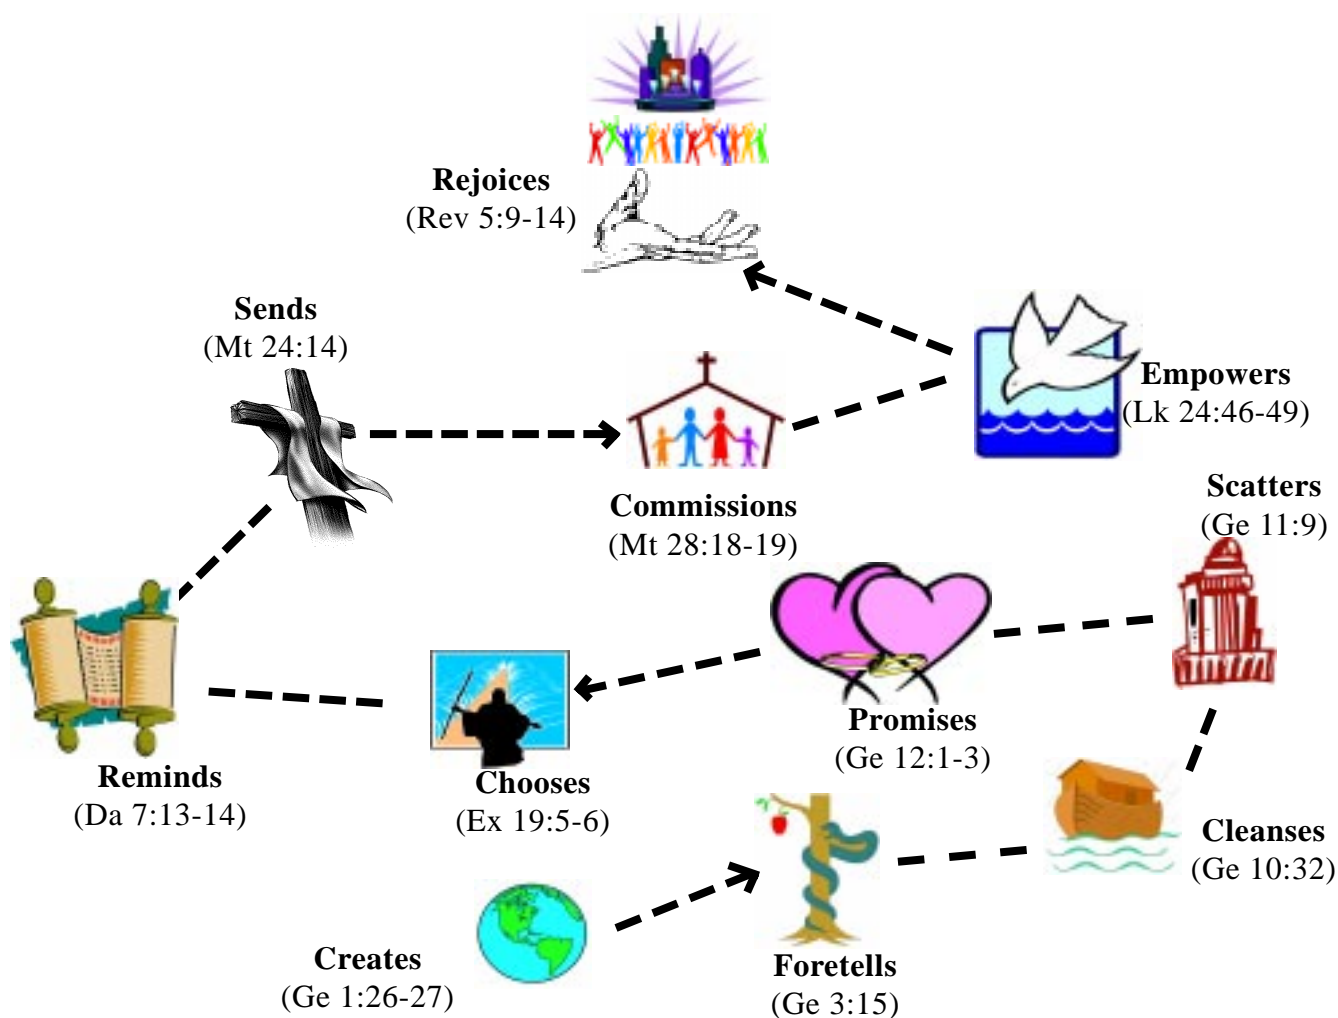 Rejoices
(Rev 5:9-14)
Sends
(Mt 24:14)
Empowers
(Lk 24:46-49)
Commissions
(Mt 28:18-19)
Scatters
(Ge 11:9)
Promises
(Ge 12:1-3)
Reminds
(Da 7:13-14)
Chooses
(Ex 19:5-6)
Cleanses
(Ge 10:32)
Creates
(Ge 1:26-27)
Foretells
(Ge 3:15)